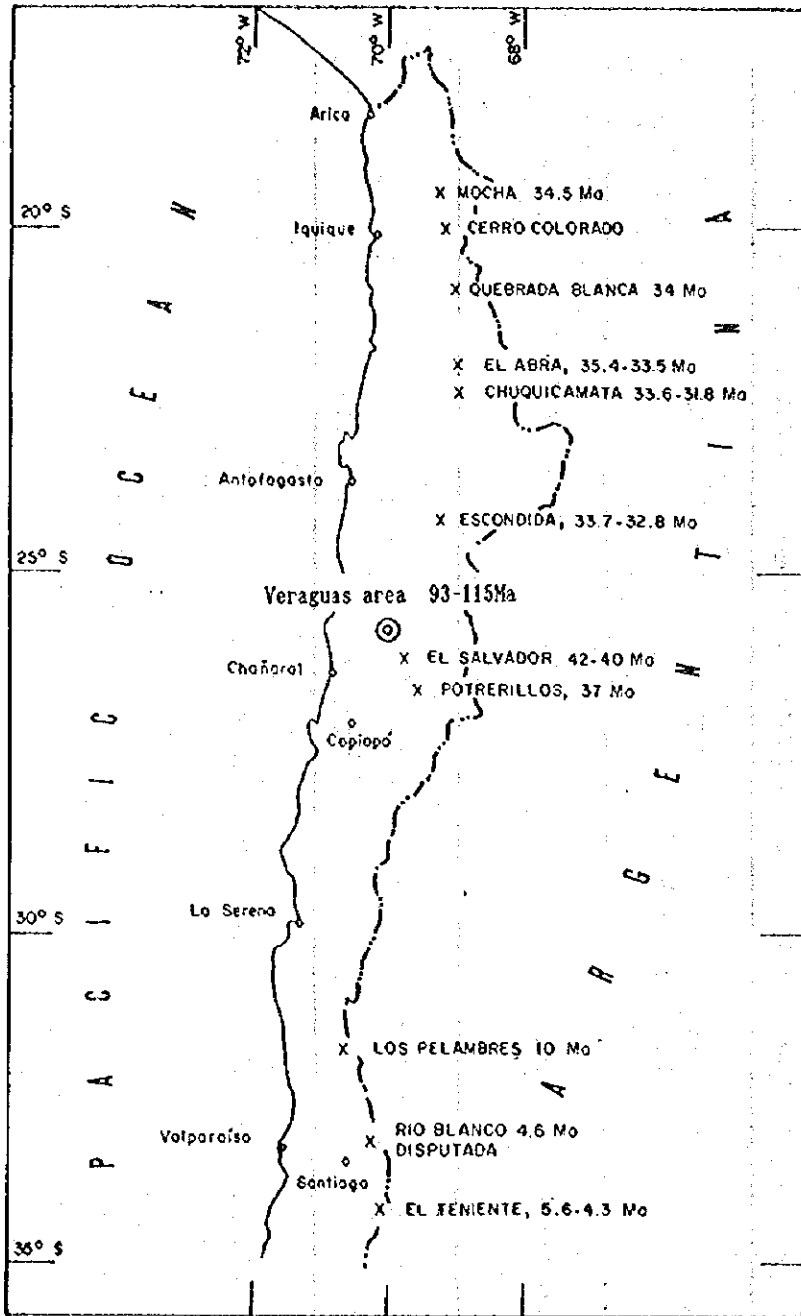 72° W
70° W
68° W
Arica
MOCHA 34.5 Ma
20° S
Iquique
CERRO COLORADO
QUEBRADA BLANCA 34 Ma
EL ABRA, 35.4-33.5 Ma
CHUQUICAMATA 33.6-31.8 Ma
Antofagasta
ESCONDIDA, 33.7-32.8 Ma
25° S
Veraguas area 93-115Ma
EL SALVADOR 42-40 Ma
Chañaral
POTRERILLOS, 37 Ma
Copiapó
La Serena
30° S
LOS PELAMBRES 10 Ma
RIO BLANCO 4.6 Ma
DISPUTADA
Valparaíso
Santiago
EL TENIENTE, 5.6-4.3 Ma
35° S
PACIFIC OCEAN
ARGENTINA